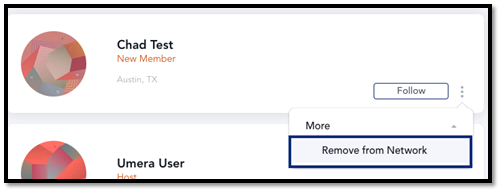 Chad Test
New Member
Austin, TX
Follow
More
Remove from Network
Umera User
Host